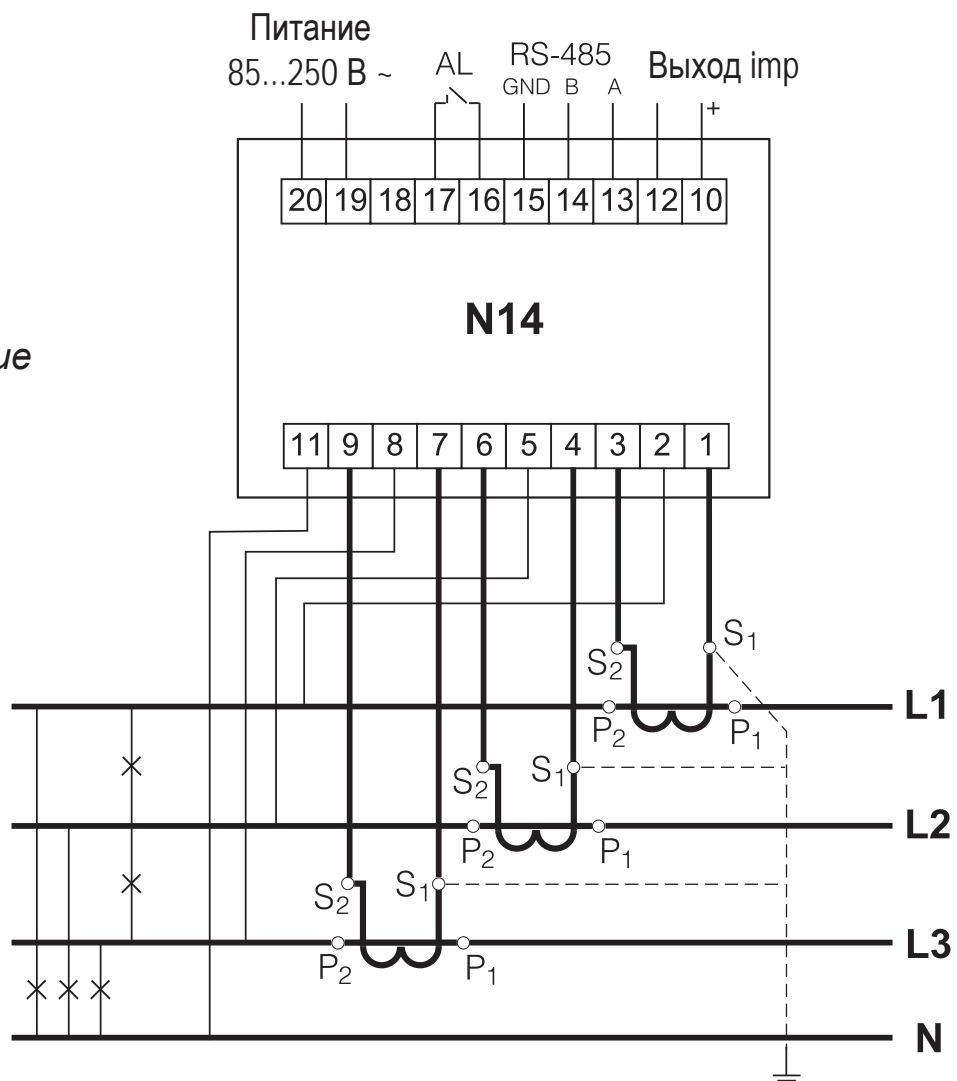 Питание
85...250 В ~
AL
RS-485
GND B A
Выход imp
+
20 19 18 17 16 15 14 13 12 10
N14
ие
11 9 8 7 6 5 4 3 2 1
S1
S2
L1
P2 P1
S2 S1
L2
P2 P1
S2 S1
L3
P2 P1
N